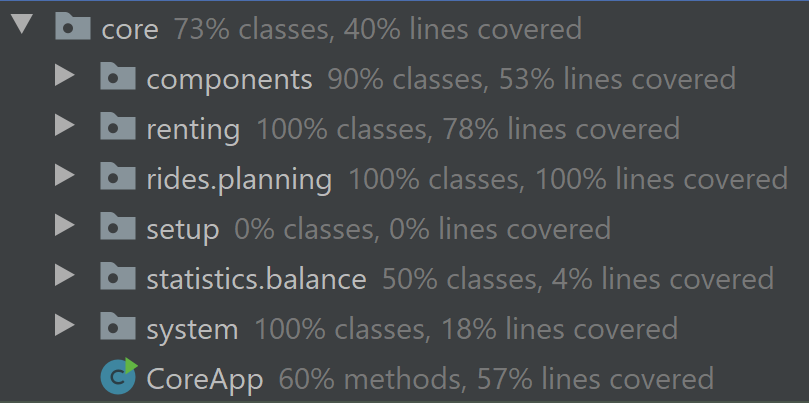 core 73% classes, 40% lines covered
components 90% classes, 53% lines covered
renting 100% classes, 78% lines covered
rides.planning 100% classes, 100% lines covered
setup 0% classes, 0% lines covered
statistics.balance 50% classes, 4% lines covered
system 100% classes, 18% lines covered
C CoreApp 60% methods, 57% lines covered